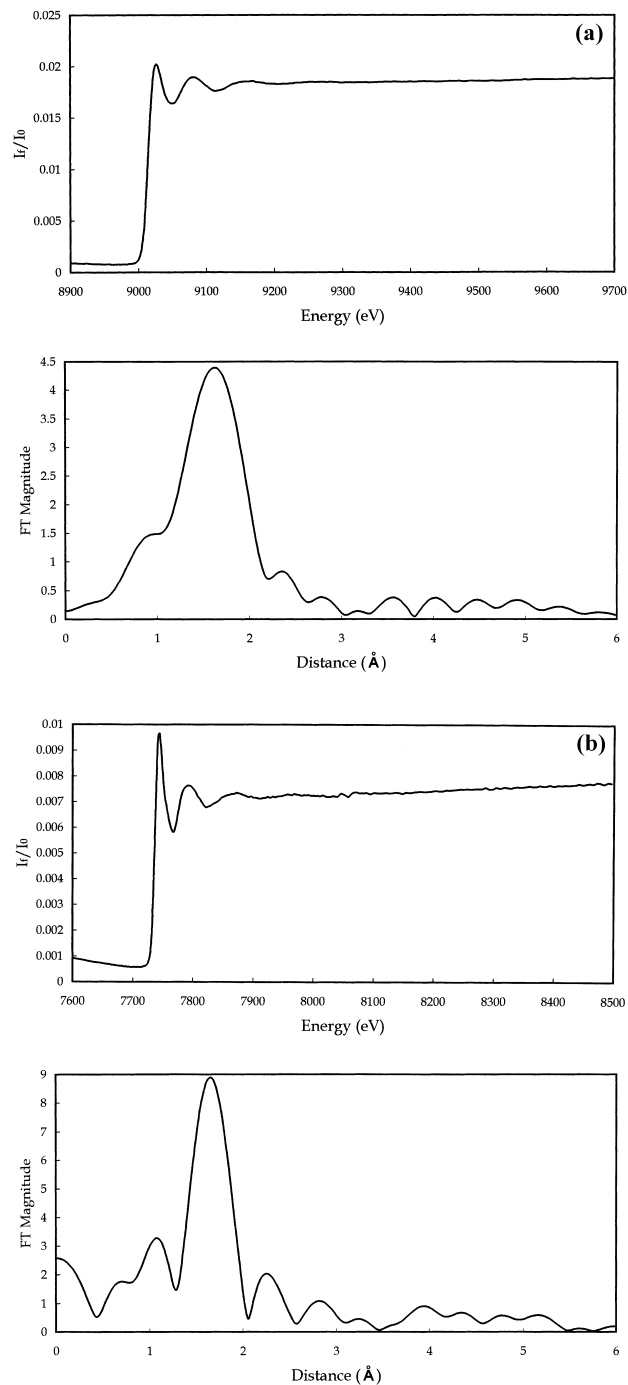 (a)
0.025
0.02
0.015
0.01
0.005
0
If/I0
8900 9000 9100 9200 9300 9400 9500 9600 9700
Energy (eV)
4.5
4
3.5
3
2.5
2
1.5
1
0.5
0
FT Magnitude
0 1 2 3 4 5 6
Distance (Å)
(b)
0.01
0.009
0.008
0.007
0.006
0.005
0.004
0.003
0.002
0.001
0
If/I0
7600 7700 7800 7900 8000 8100 8200 8300 8400 8500
Energy (eV)
9
8
7
6
5
4
3
2
1
0
FT Magnitude
0 1 2 3 4 5 6
Distance (Å)